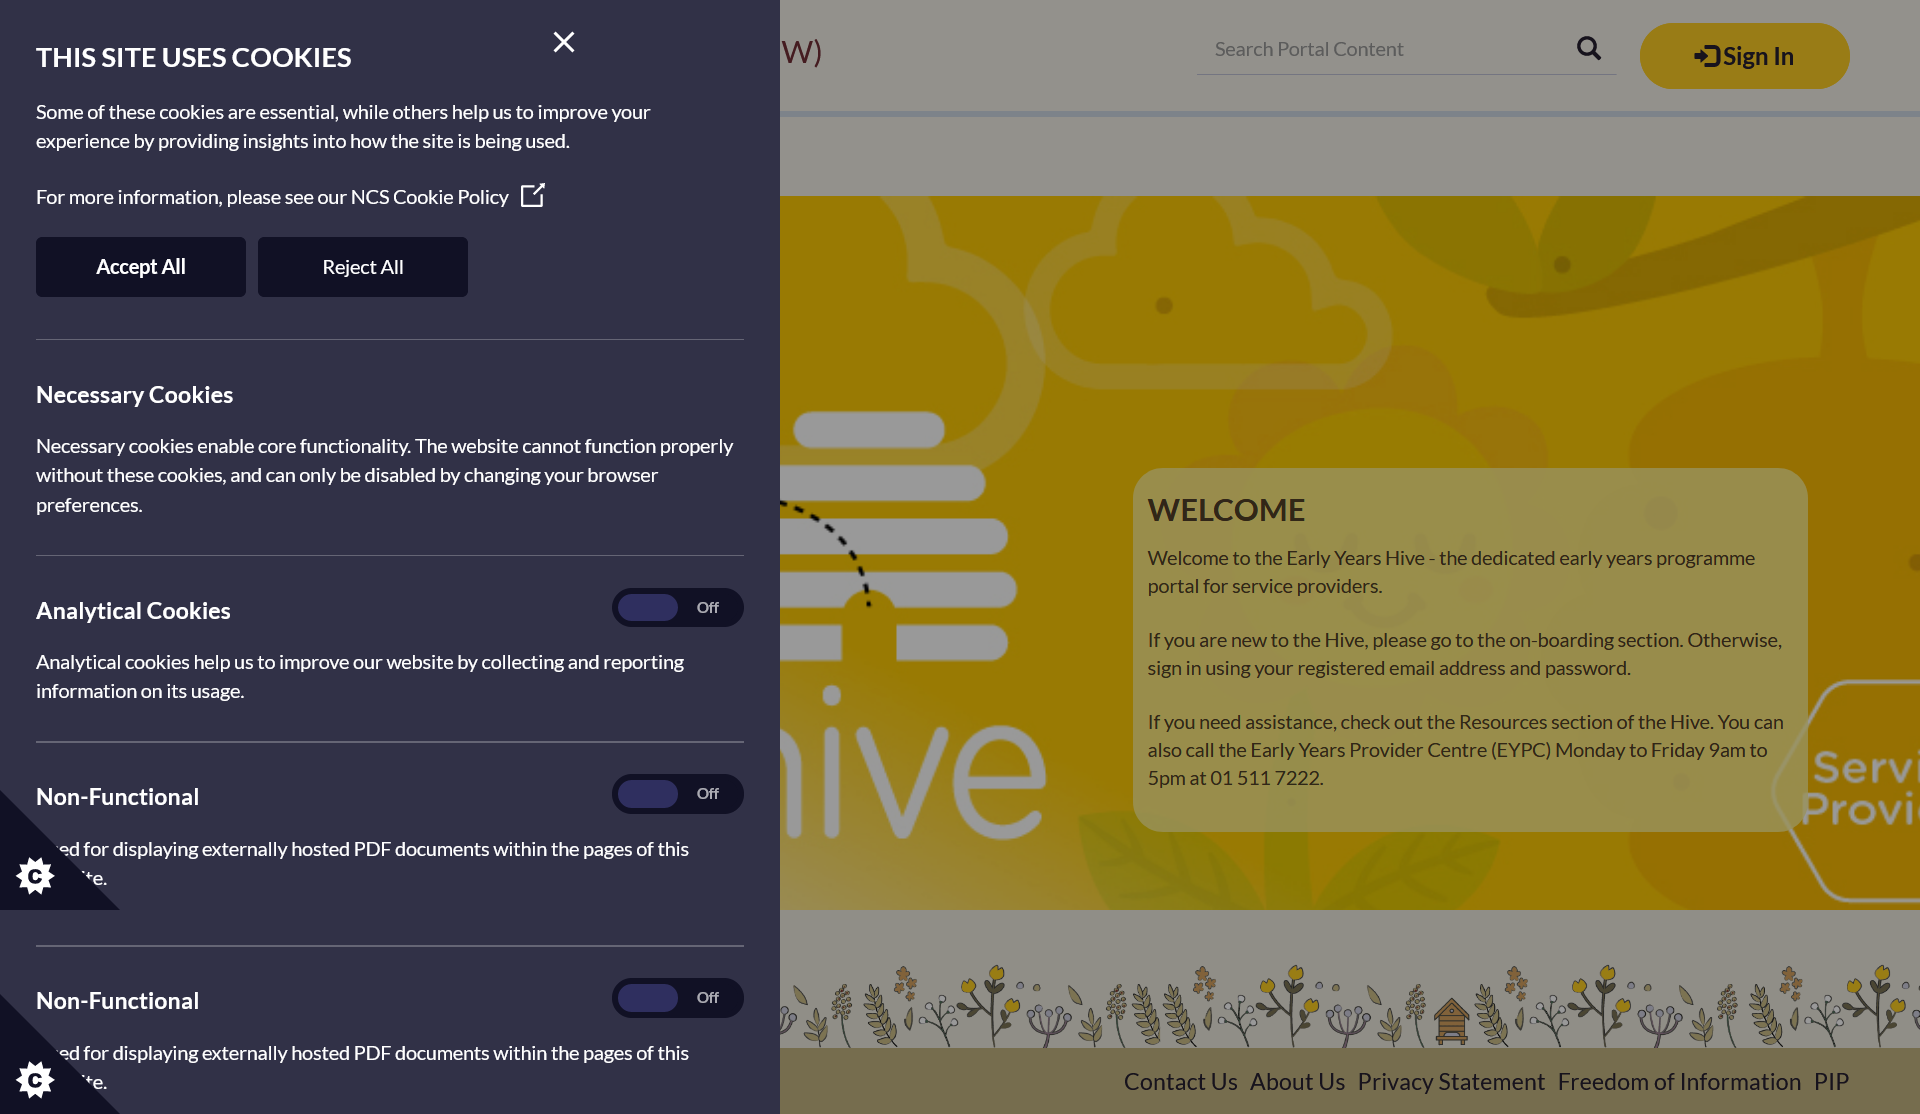 THIS SITE USES COOKIES
Some of these cookies are essential, while others help us to improve your
experience by providing insights into how the site is being used.
For more information, please see our NCS Cookie Policy
Accept All
Reject All
Necessary Cookies
Necessary cookies enable core functionality. The website cannot function properly
without these cookies, and can only be disabled by changing your browser
preferences.
Analytical Cookies
Off
Analytical cookies help us to improve our website by collecting and reporting
information on its usage.
Non-Functional
Off
for displaying externally hosted PDF documents within the pages of this
C
Non-Functional
Off
for displaying externally hosted PDF documents within the pages of this
C
W)
Search Portal Content
Sign In
hive
WELCOME
Welcome to the Early Years Hive - the dedicated early years programme
portal for service providers.
If you are new to the Hive, please go to the on-boarding section. Otherwise,
sign in using your registered email address and password.
If you need assistance, check out the Resources section of the Hive. You can
also call the Early Years Provider Centre (EYPC) Monday to Friday 9am to
5pm at 01 511 7222.
Contact Us About Us Privacy Statement Freedom of Information PIP